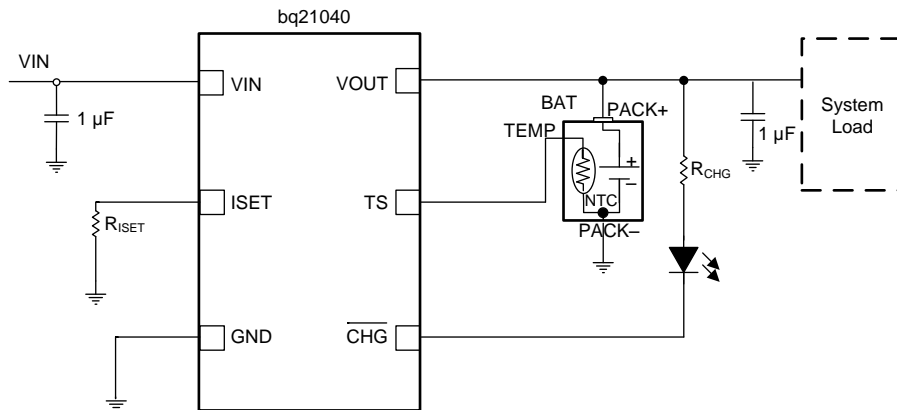 bq21040
VIN
VIN
VOUT
1 µF
BAT
PACK+
TEMP
NTC
+
–
PACK–
ISET
TS
R_ISET
R_CHG
1 µF
System
Load
GND
C̅H̅G̅